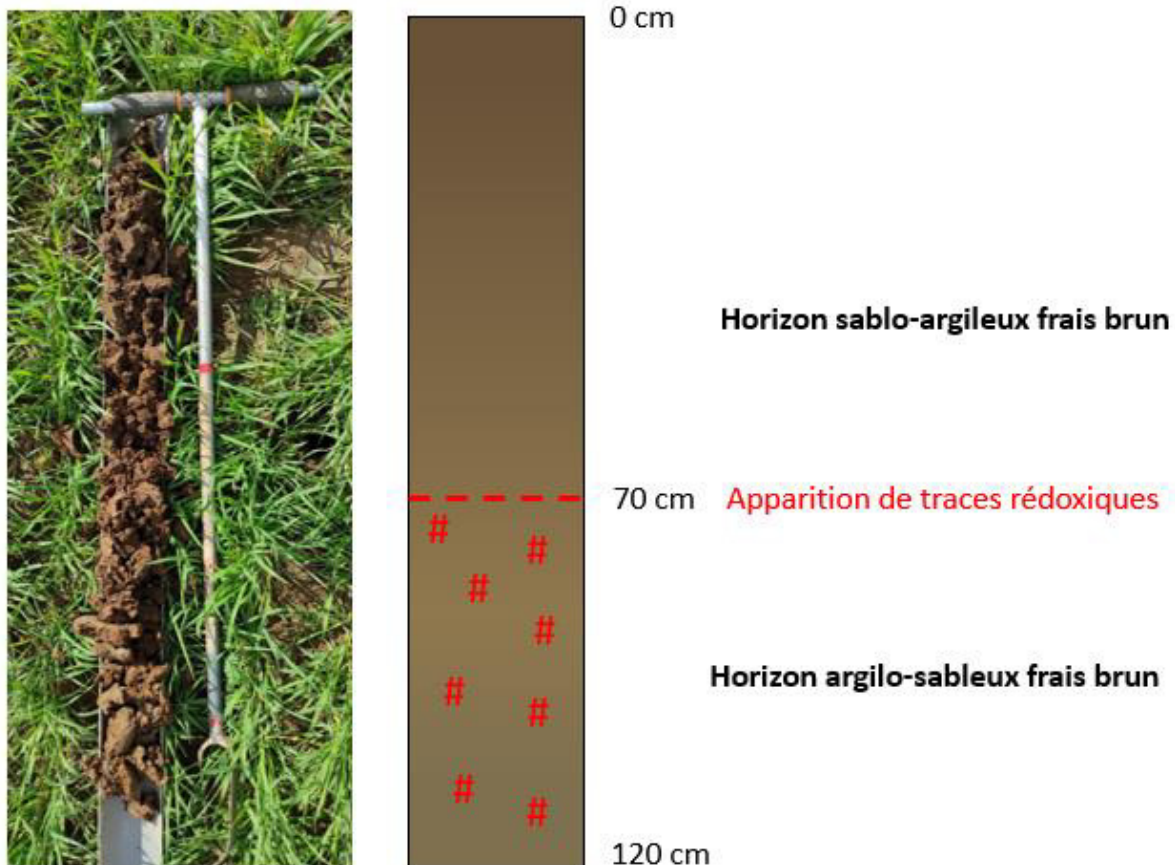 0 cm
Horizon sablo-argileux frais brun
70 cm Apparition de traces rédoxiques
#
#
#
#
#
#
#
#
Horizon argilo-sableux frais brun
120 cm